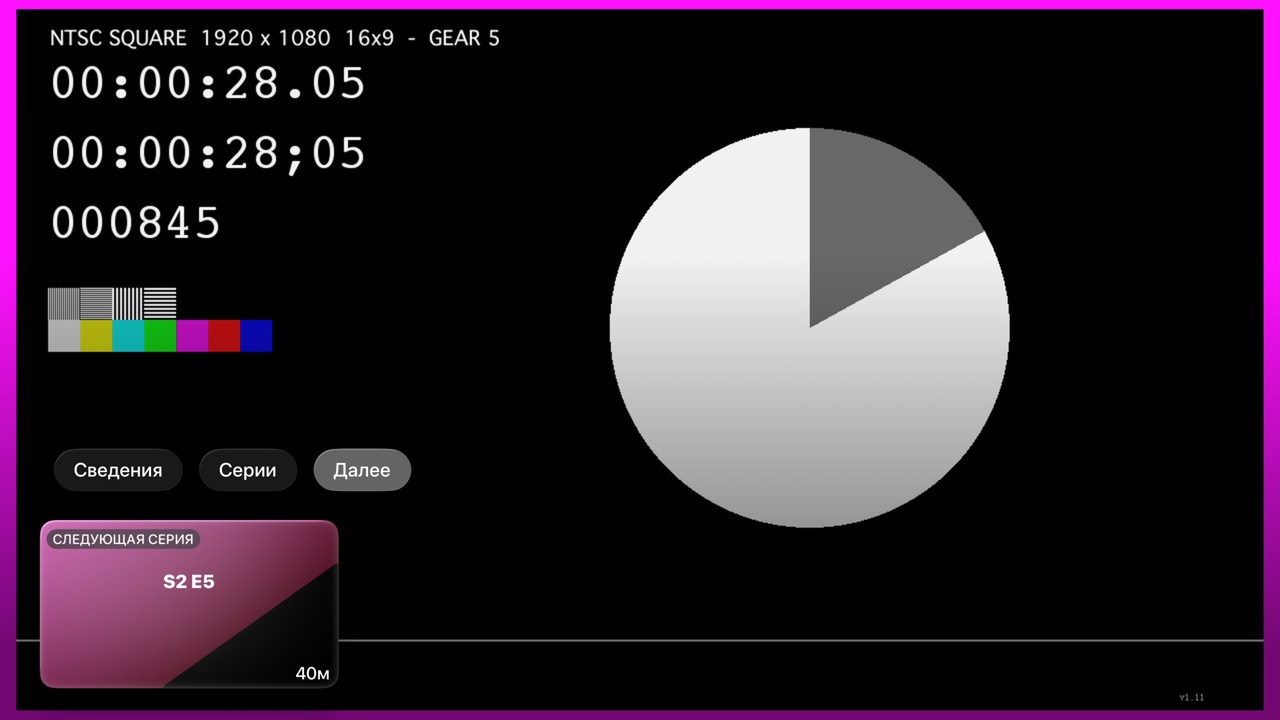 NTSC SQUARE 1920 x 1080 16x9 - GEAR 5
00:00:28.05
00:00:28;05
000845
Сведения Серии Далее
СЛЕДУЮЩАЯ СЕРИЯ
S2 E5
40м
v1.11